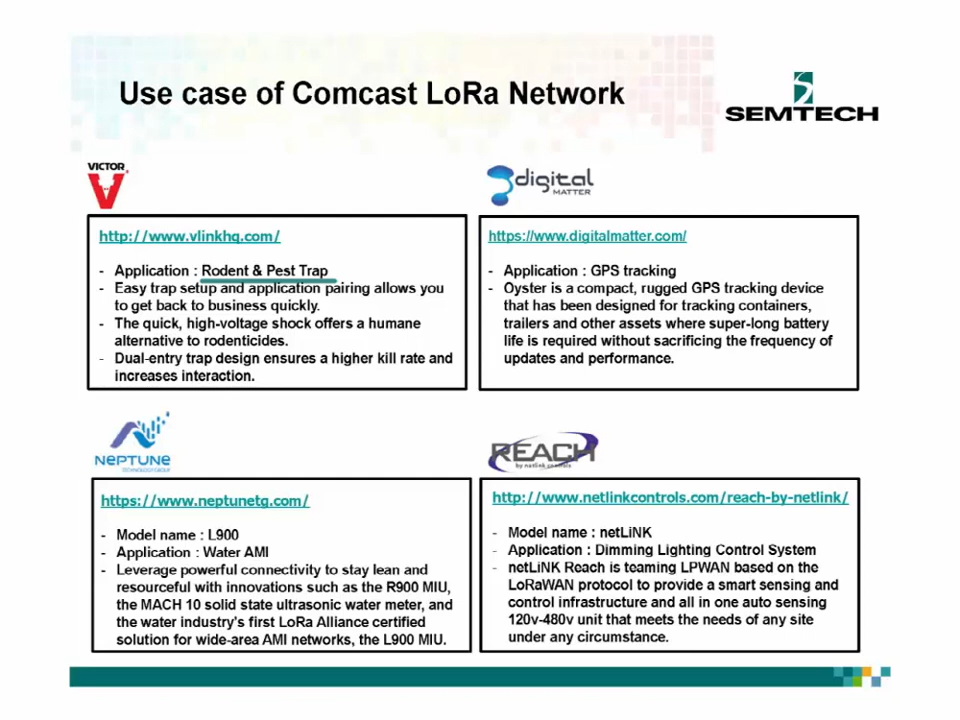 Use case of Comcast LoRa Network
SEMTECH
VICTOR
V
http://www.vlinkhq.com/
- Application : Rodent & Pest Trap
- Easy trap setup and application pairing allows you
to get back to business quickly.
- The quick, high-voltage shock offers a humane
alternative to rodenticides.
- Dual-entry trap design ensures a higher kill rate and
increases interaction.
digital
MATTER
https://www.digitalmatter.com/
- Application : GPS tracking
- Oyster is a compact, rugged GPS tracking device
that has been designed for tracking containers,
trailers and other assets where super-long battery
life is required without sacrificing the frequency of
updates and performance.
NEPTUNE
TECHNOLOGY GROUP
https://www.neptunetg.com/
- Model name : L900
- Application : Water AMI
- Leverage powerful connectivity to stay lean and
resourceful with innovations such as the R900 MIU,
the MACH 10 solid state ultrasonic water meter, and
the water industry's first LoRa Alliance certified
solution for wide-area AMI networks, the L900 MIU.
REACH
by netlink controls
http://www.netlinkcontrols.com/reach-by-netlink/
- Model name : netLiNK
- Application : Dimming Lighting Control System
- netLiNK Reach is teaming LPWAN based on the
LoRaWAN protocol to provide a smart sensing and
control infrastructure and all in one auto sensing
120v-480v unit that meets the needs of any site
under any circumstance.